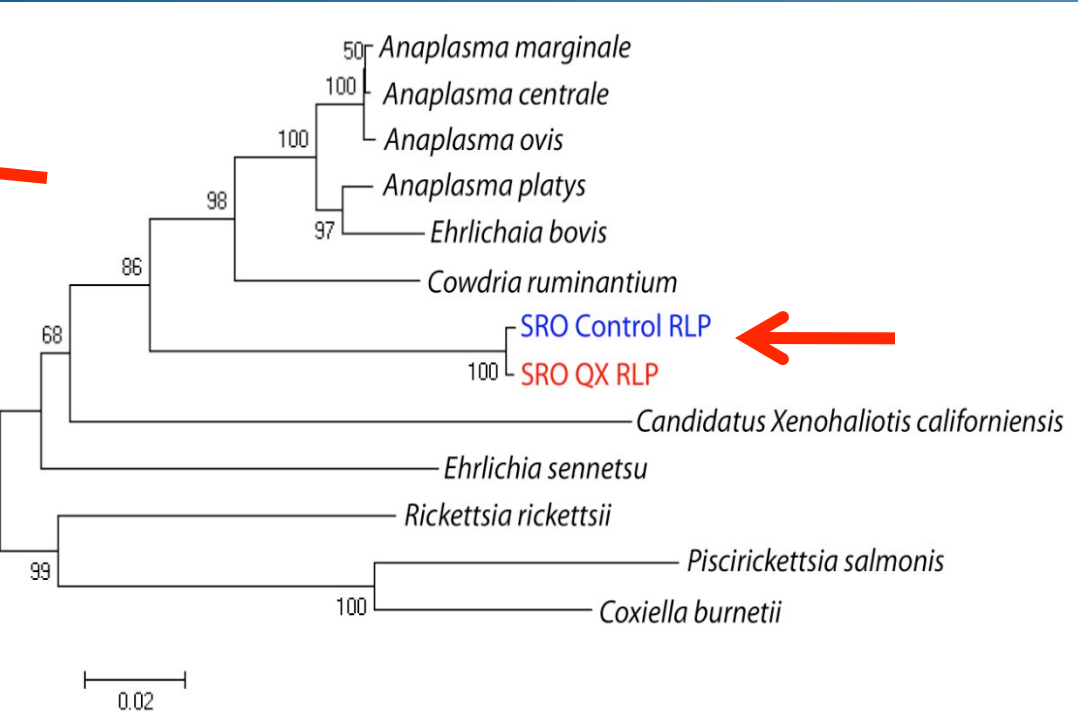 50
Anaplasma marginale
100
Anaplasma centrale
100
Anaplasma ovis
98
Anaplasma platys
97
Ehrlichaia bovis
86
Cowdria ruminantium
68
SRO Control RLP
100
SRO QX RLP
Candidatus Xenohaliotis californiensis
Ehrlichia sennetsu
Rickettsia rickettsii
99
Piscirickettsia salmonis
100
Coxiella burnetii
0.02